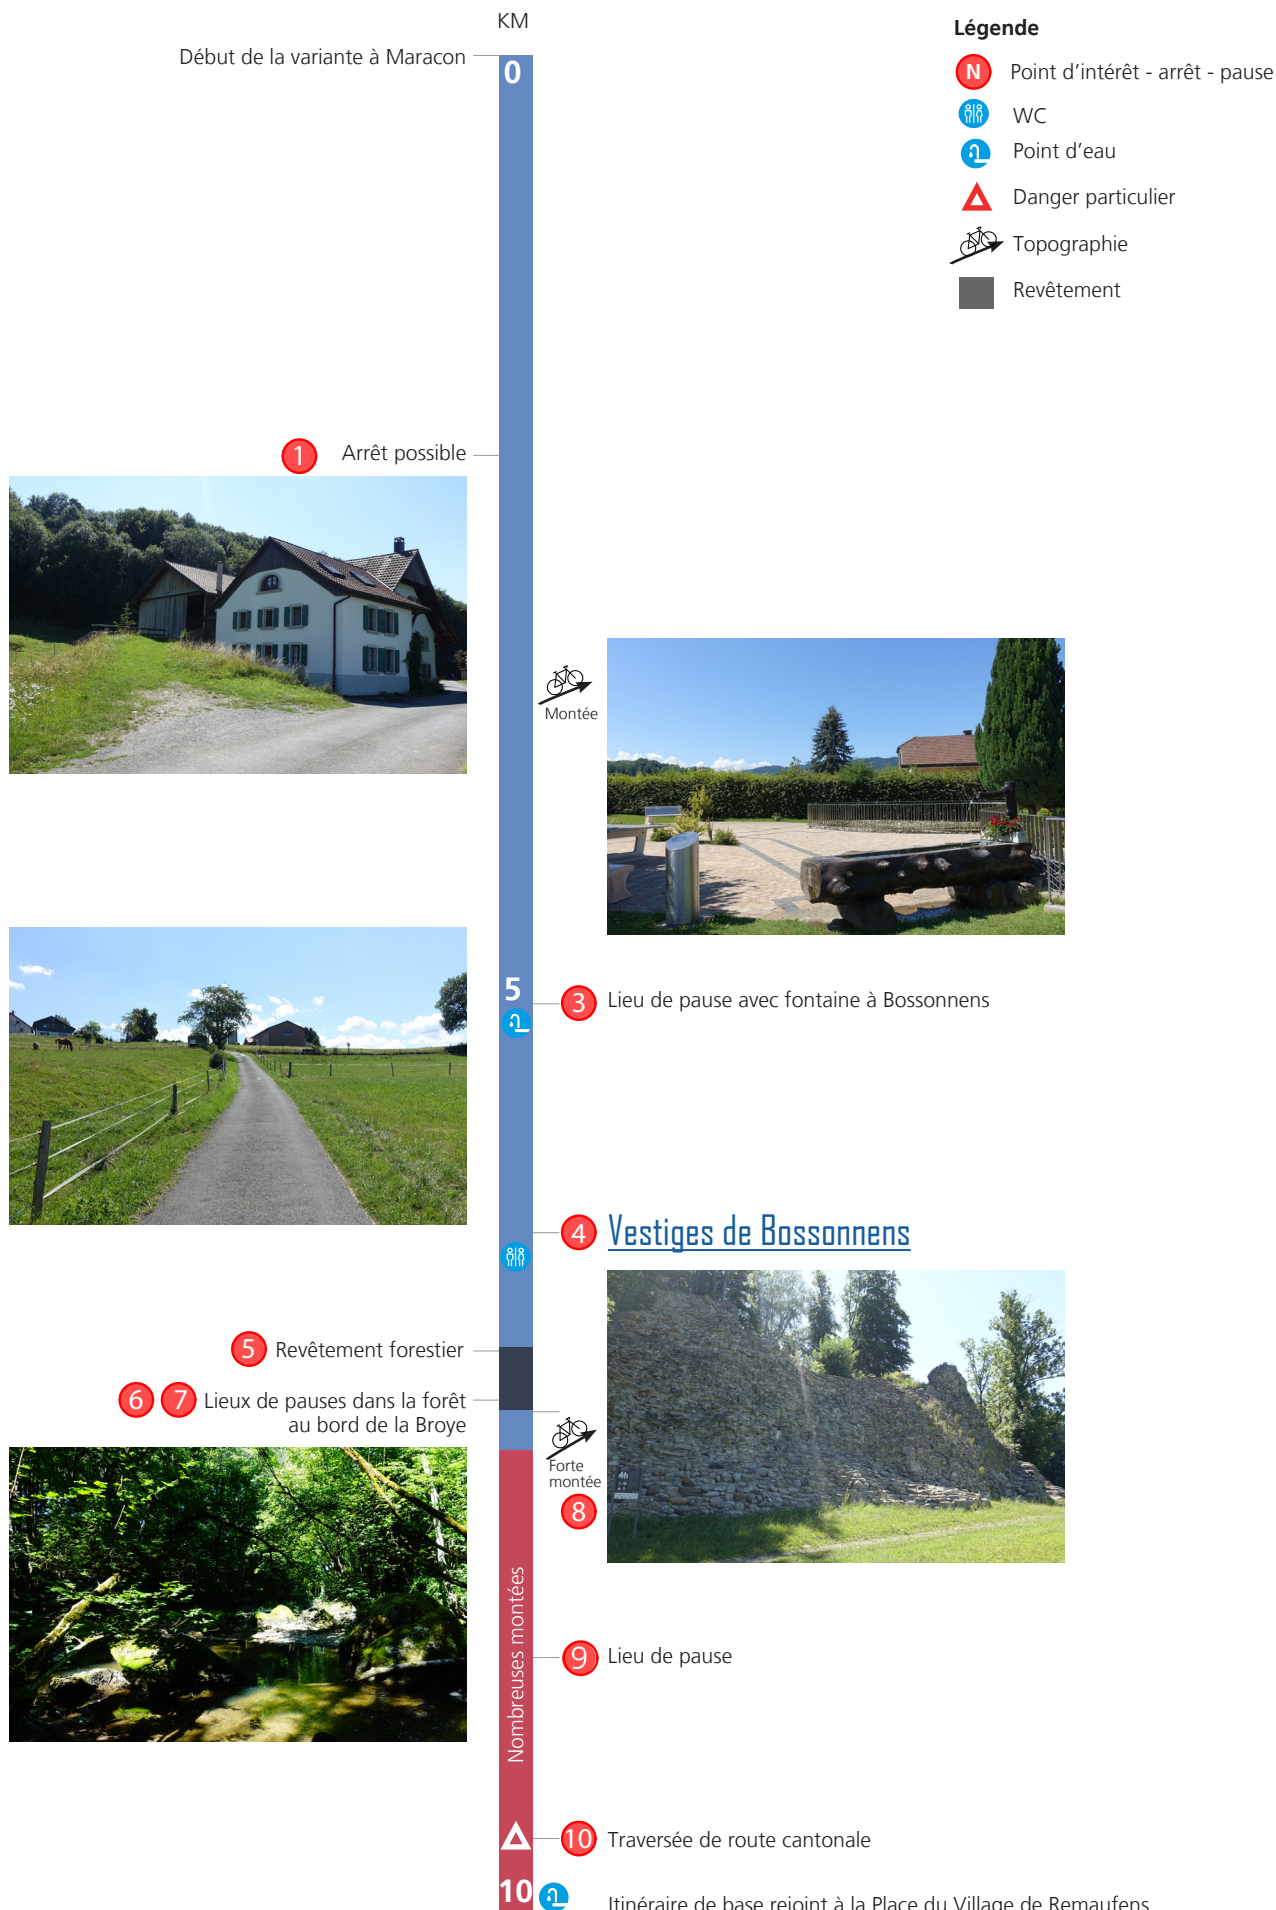 KM
Début de la variante à Maracon
0
Légende
N Point d'intérêt - arrêt - pause
WC
Point d'eau
Danger particulier
Topographie
Revêtement
1 Arrêt possible
Montée
5
3 Lieu de pause avec fontaine à Bossonnens
4 Vestiges de Bossonnens
5 Revêtement forestier
6 7 Lieux de pauses dans la forêt
au bord de la Broye
Forte
montée
8
Nombreuses montées
9 Lieu de pause
10 Traversée de route cantonale
10
Itinéraire de base rejoint à la Place du Village de Remaufens